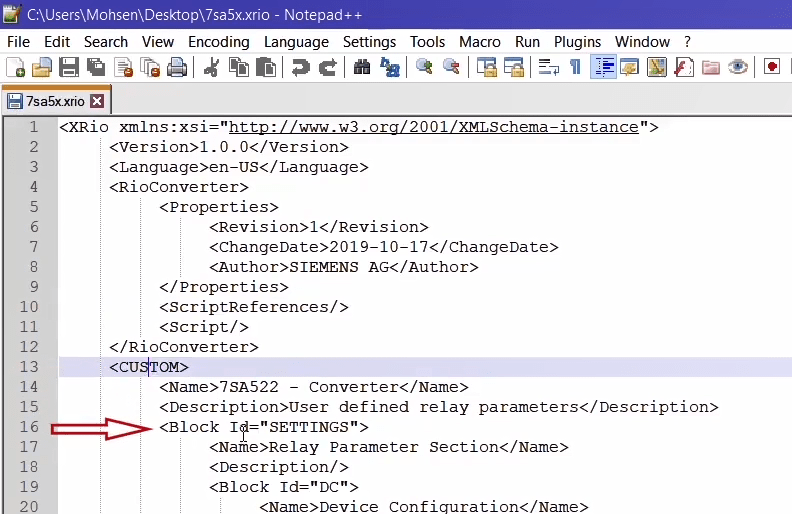 C:\Users\Mohsen\Desktop\7sa5x.xrio - Notepad++
File Edit Search View Encoding Language Settings Tools Macro Run Plugins Window ?
7sa5x.xrio
1 <XRio xmlns:xsi="http://www.w3.org/2001/XMLSchema-instance">
2 <Version>1.0.0</Version>
3 <Language>en-US</Language>
4 <RioConverter>
5 <Properties>
6 <Revision>1</Revision>
7 <ChangeDate>2019-10-17</ChangeDate>
8 <Author>SIEMENS AG</Author>
9 </Properties>
10 <ScriptReferences/>
11 <Script/>
12 </RioConverter>
13 <CUSTOM>
14 <Name>7SA522 - Converter</Name>
15 <Description>User defined relay parameters</Description>
16 <Block Id="SETTINGS">
17 <Name>Relay Parameter Section</Name>
18 <Description/>
19 <Block Id="DC">
20 <Name>Device Configuration</Name>